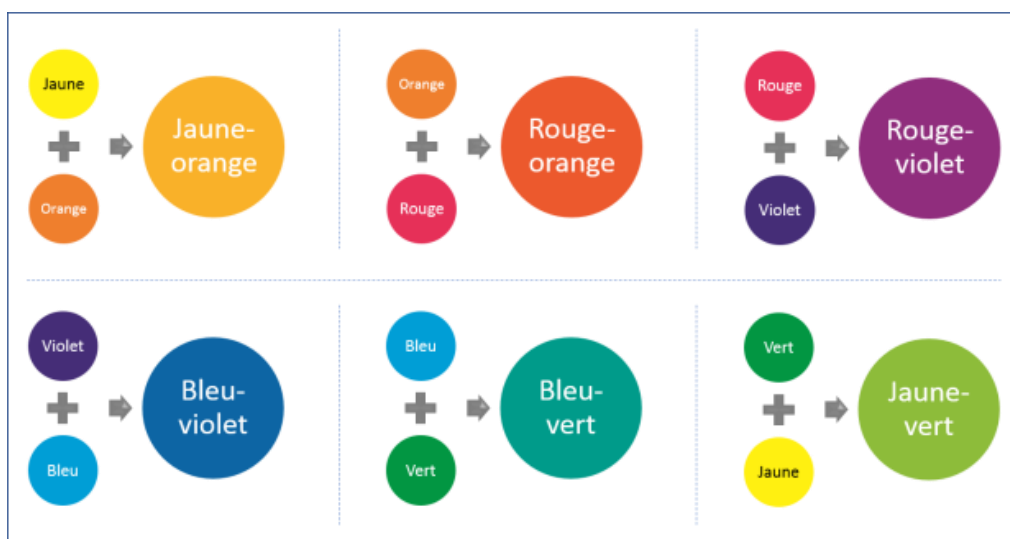 Jaune
Orange
Jaune-
orange
Orange
Rouge
Rouge-
orange
Rouge
Violet
Rouge-
violet
Violet
Bleu
Bleu-
violet
Bleu
Vert
Bleu-
vert
Vert
Jaune
Jaune-
vert